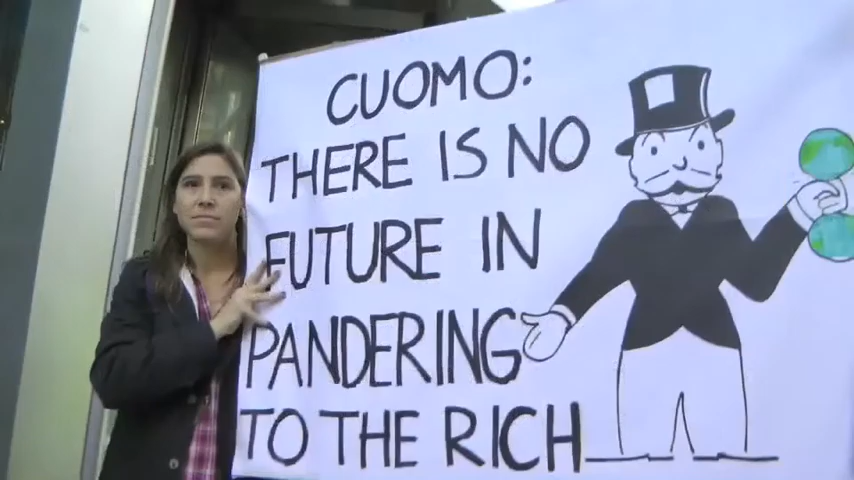 CUOMO:
THERE IS NO
FUTURE IN
PANDERING
TO THE RICH